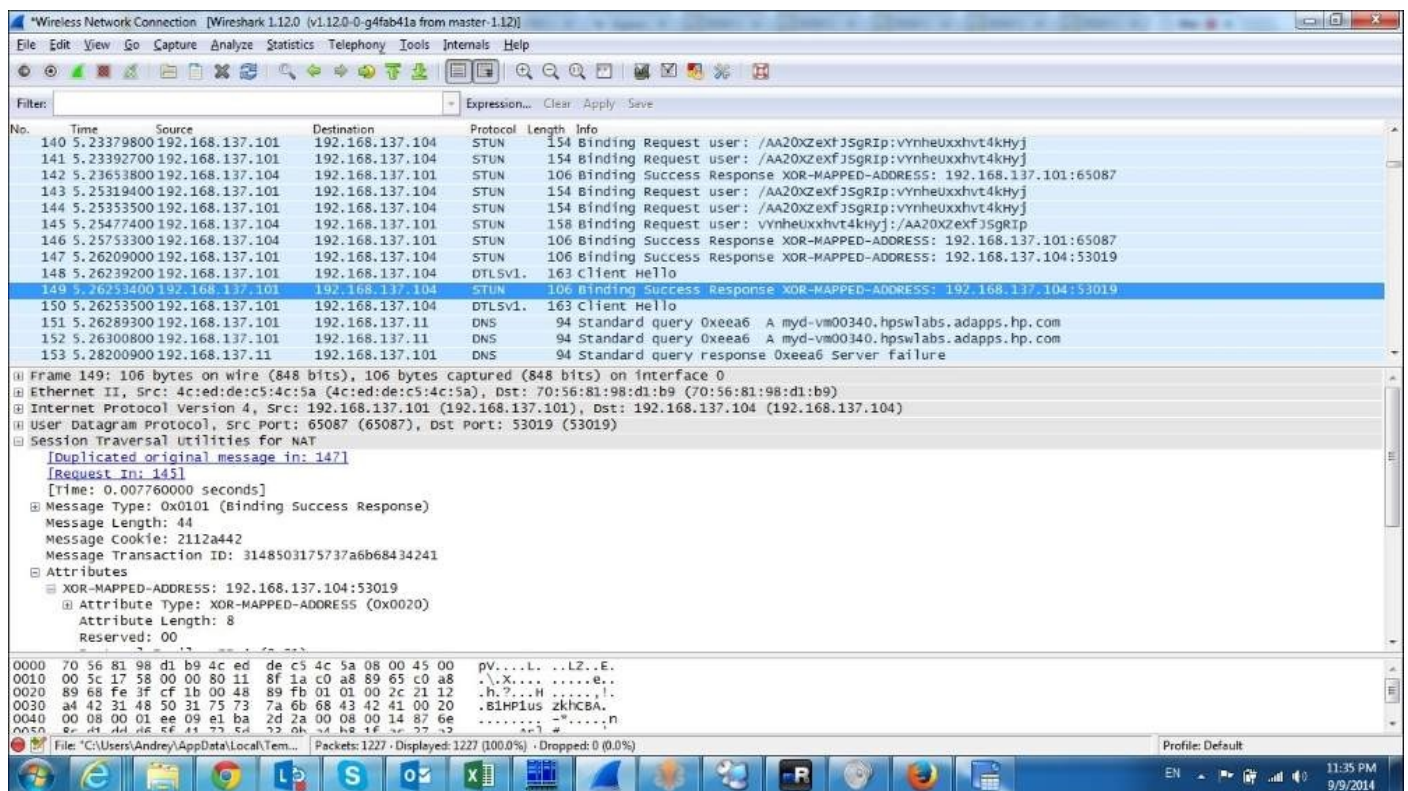 *Wireless Network Connection [Wireshark 1.12.0 (v1.12.0-0-g4fab41a from master-1.12)]
File Edit View Go Capture Analyze Statistics Telephony Tools Internals Help
Filter: Expression... Clear Apply Save
No. Time Source Destination Protocol Length Info
140 5.23379800 192.168.137.101 192.168.137.104 STUN 154 Binding Request user: /AA20XZeXfJSgRIp:vYnheUxxhvt4kHyj
141 5.23392700 192.168.137.101 192.168.137.104 STUN 154 Binding Request user: /AA20XZeXfJSgRIp:vYnheUxxhvt4kHyj
142 5.23653800 192.168.137.104 192.168.137.101 STUN 106 Binding Success Response XOR-MAPPED-ADDRESS: 192.168.137.101:65087
143 5.25319400 192.168.137.101 192.168.137.104 STUN 154 Binding Request user: /AA20XZeXfJSgRIp:vYnheUxxhvt4kHyj
144 5.25353500 192.168.137.101 192.168.137.104 STUN 154 Binding Request user: /AA20XZeXfJSgRIp:vYnheUxxhvt4kHyj
145 5.25477400 192.168.137.104 192.168.137.101 STUN 158 Binding Request user: vYnheUxxhvt4kHyj:/AA20XZeXfJSgRIp
146 5.25753300 192.168.137.104 192.168.137.101 STUN 106 Binding Success Response XOR-MAPPED-ADDRESS: 192.168.137.101:65087
147 5.26209000 192.168.137.101 192.168.137.104 STUN 106 Binding Success Response XOR-MAPPED-ADDRESS: 192.168.137.104:53019
148 5.26239200 192.168.137.101 192.168.137.104 DTLSv1. 163 Client Hello
149 5.26253400 192.168.137.101 192.168.137.104 STUN 106 Binding Success Response XOR-MAPPED-ADDRESS: 192.168.137.104:53019
150 5.26253500 192.168.137.101 192.168.137.104 DTLSv1. 163 Client Hello
151 5.26289300 192.168.137.101 192.168.137.11 DNS 94 Standard query 0xeea6 A myd-vm00340.hpswlabs.adapps.hp.com
152 5.26300800 192.168.137.101 192.168.137.11 DNS 94 Standard query 0xeea6 A myd-vm00340.hpswlabs.adapps.hp.com
153 5.28200900 192.168.137.11 192.168.137.101 DNS 94 Standard query response 0xeea6 Server failure
Frame 149: 106 bytes on wire (848 bits), 106 bytes captured (848 bits) on interface 0
Ethernet II, Src: 4c:ed:de:c5:4c:5a (4c:ed:de:c5:4c:5a), Dst: 70:56:81:98:d1:b9 (70:56:81:98:d1:b9)
Internet Protocol Version 4, Src: 192.168.137.101 (192.168.137.101), Dst: 192.168.137.104 (192.168.137.104)
User Datagram Protocol, Src Port: 65087 (65087), Dst Port: 53019 (53019)
Session Traversal Utilities for NAT
[Duplicated original message in: 147]
[Request In: 145]
[Time: 0.007760000 seconds]
Message Type: 0x0101 (Binding Success Response)
Message Length: 44
Message Cookie: 2112a442
Message Transaction ID: 3148503175737a6b68434241
Attributes
XOR-MAPPED-ADDRESS: 192.168.137.104:53019
Attribute Type: XOR-MAPPED-ADDRESS (0x0020)
Attribute Length: 8
Reserved: 00
0000 70 56 81 98 d1 b9 4c ed de c5 4c 5a 08 00 45 00 pV....L. ..LZ..E.
0010 00 5c 17 58 00 00 80 11 8f 1a c0 a8 89 65 c0 a8 .\.X.... .....e..
0020 89 68 fe 3f cf 1b 00 48 89 fb 01 01 00 2c 21 12 .h.?...H .....,!.
0030 a4 42 31 48 50 31 75 73 7a 6b 68 43 42 41 00 20 .B1HP1us zkhCBA.
0040 00 08 00 01 ee 09 e1 ba 2d 2a 00 08 00 14 87 6e ........ -*.....n
File: "C:\Users\Andrey\AppData\Local\Tem... Packets: 1227 · Displayed: 1227 (100.0%) · Dropped: 0 (0.0%) Profile: Default
EN 11:35 PM
9/9/2014